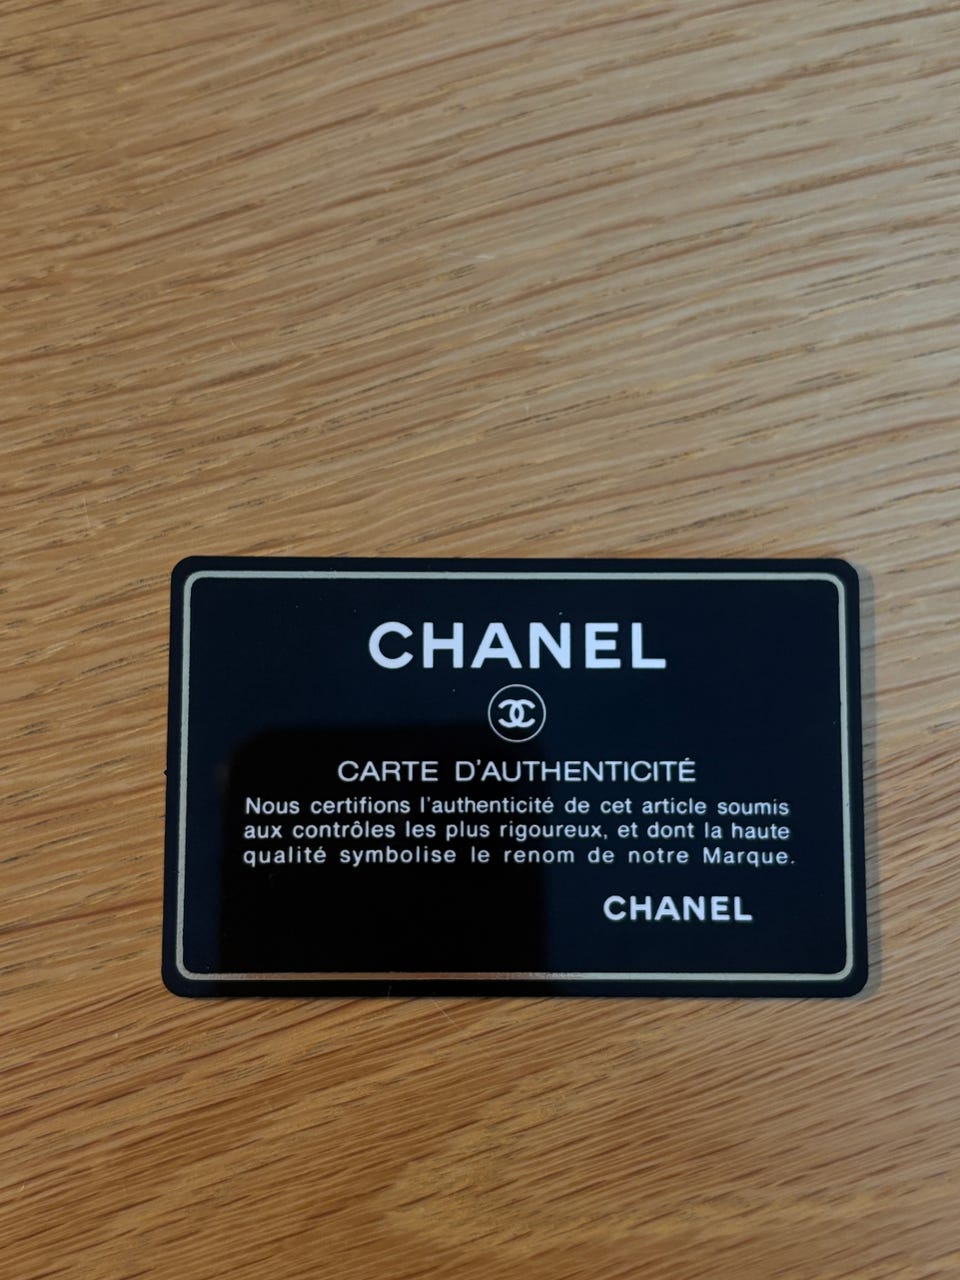 CHANEL
CARTE D'AUTHENTICITÉ
Nous certifions l'authenticité de cet article soumis
aux contrôles les plus rigoureux, et dont la haute
qualité symbolise le renom de notre Marque.
CHANEL